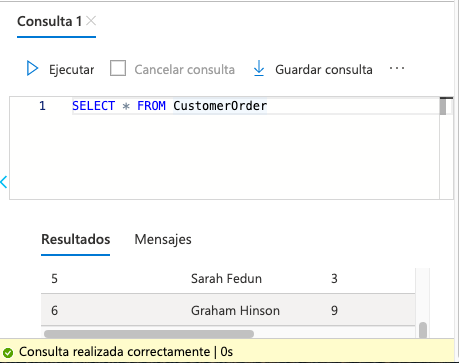 Consulta 1
Ejecutar Cancelar consulta Guardar consulta ...
1 SELECT * FROM CustomerOrder
Resultados Mensajes
5 Sarah Fedun 3
6 Graham Hinson 9
Consulta realizada correctamente | 0s